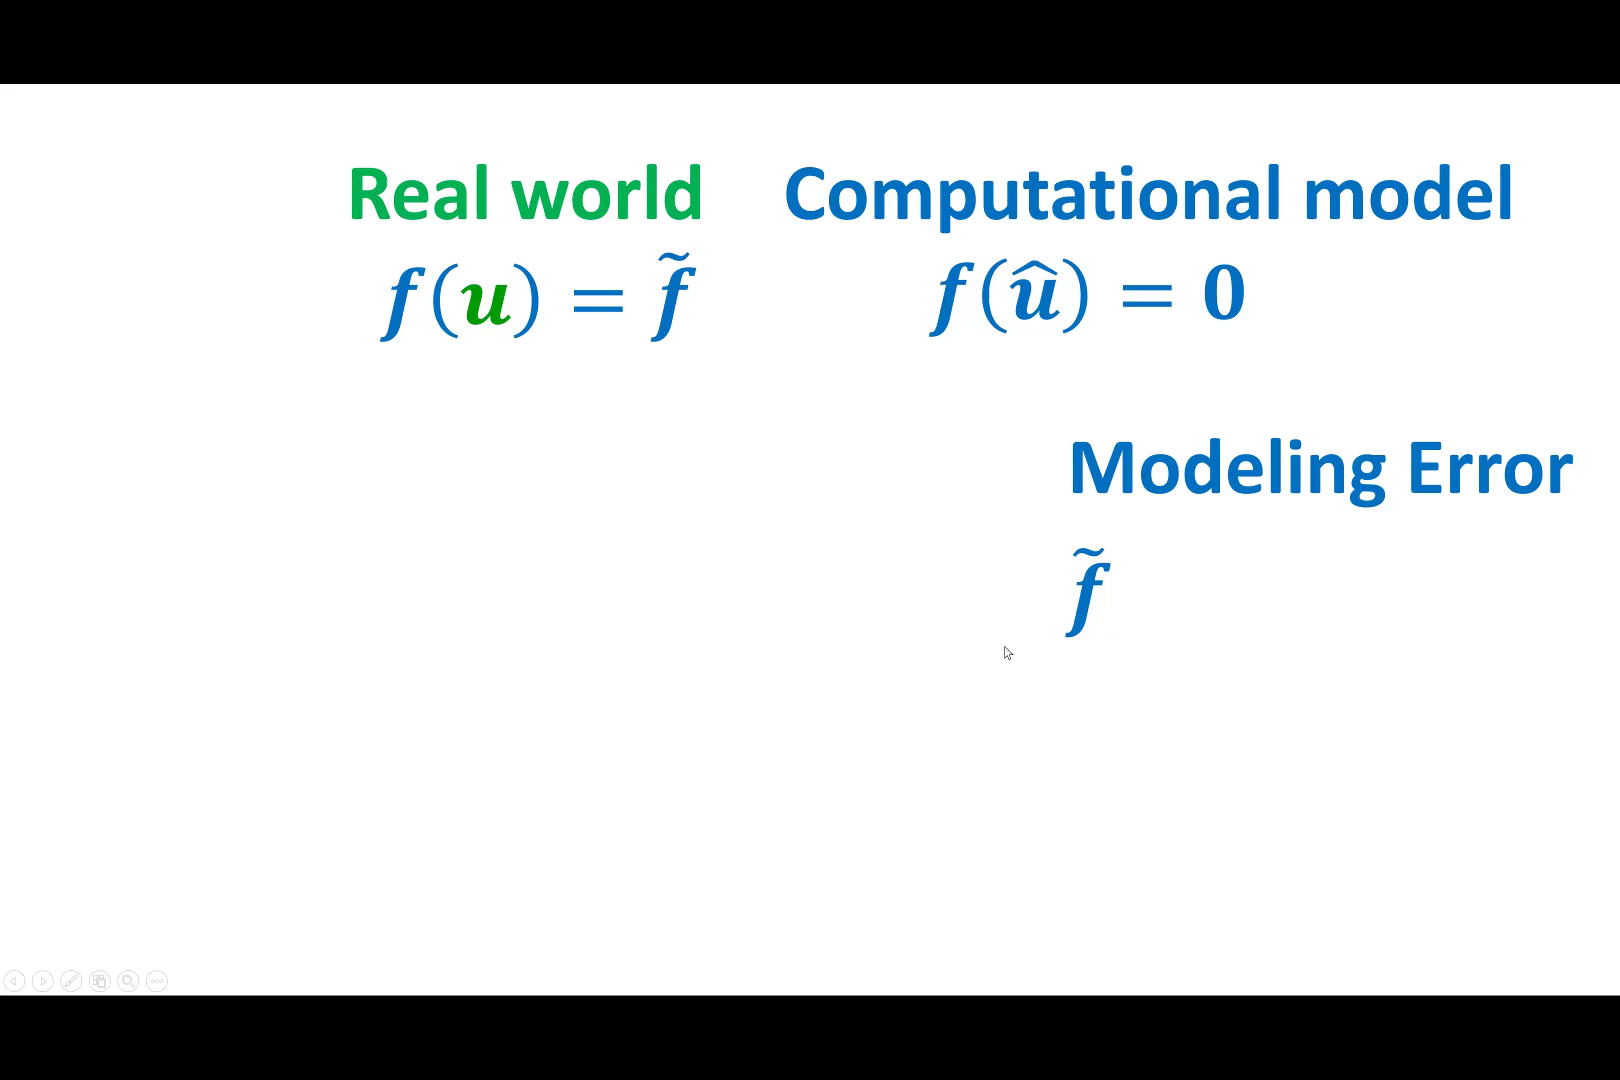 Real world Computational model
f(u) = f̃ f(û) = 0
Modeling Error
f̃